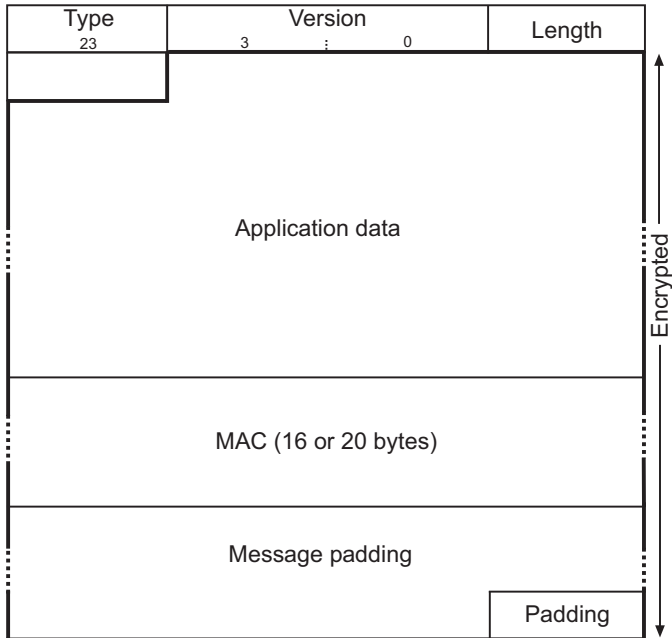 Type Version Length
23 3 0
Application data
Encrypted
MAC (16 or 20 bytes)
Message padding
Padding